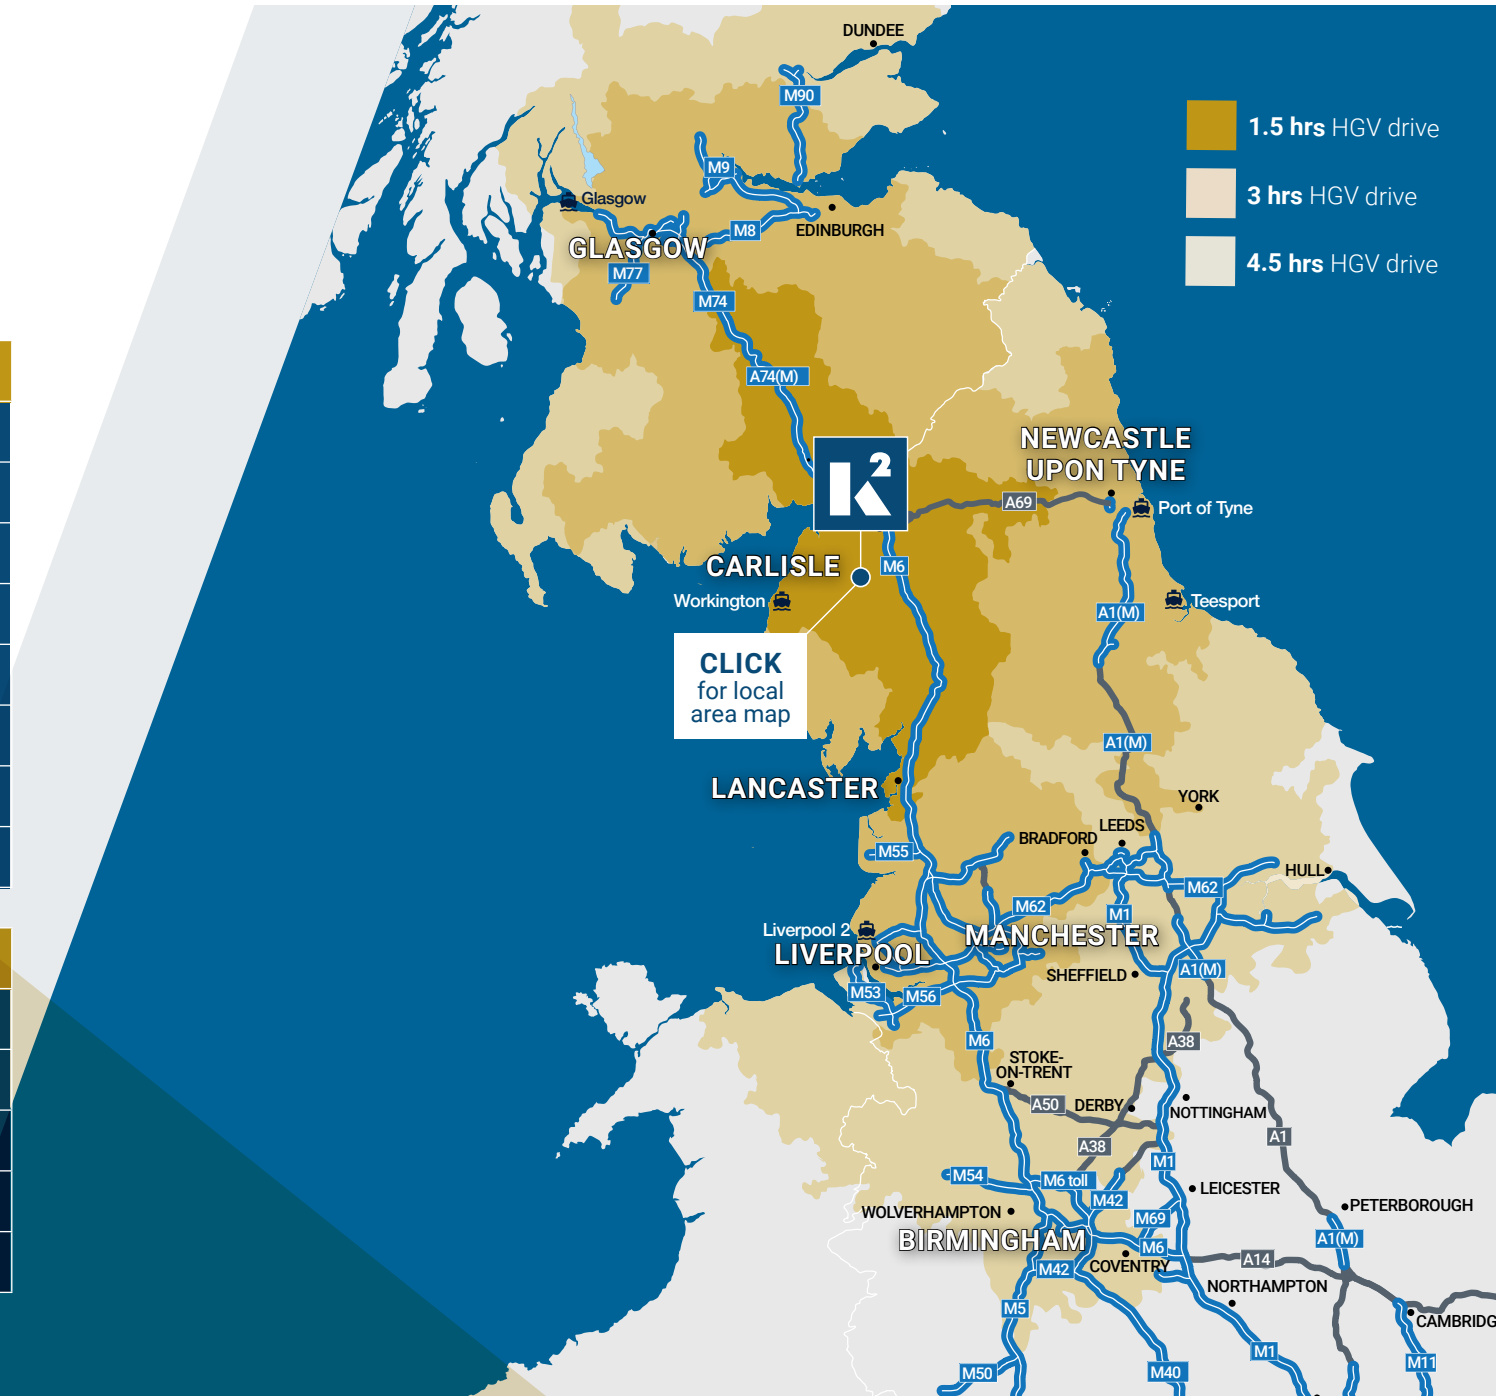 DUNDEE
M90
1.5 hrs HGV drive
M9
3 hrs HGV drive
Glasgow
M8
EDINBURGH
GLASGOW
M77
4.5 hrs HGV drive
M74
A74(M)
NEWCASTLE
UPON TYNE
K2
A69
Port of Tyne
CARLISLE
M6
Workington
Teesport
A1(M)
CLICK
for local
area map
A1(M)
LANCASTER
YORK
LEEDS
BRADFORD
M55
HULL
M62
M62
M1
Liverpool 2
MANCHESTER
LIVERPOOL
SHEFFIELD
A1(M)
M53
M56
M6
A38
STOKE-
ON-TRENT
A50
DERBY
NOTTINGHAM
A38
A1
M1
M54
M6 toll
LEICESTER
M42
PETERBOROUGH
WOLVERHAMPTON
M69
BIRMINGHAM
A1(M)
M6
A14
M42
COVENTRY
NORTHAMPTON
M5
CAMBRIDG
M1
M11
M50
M40